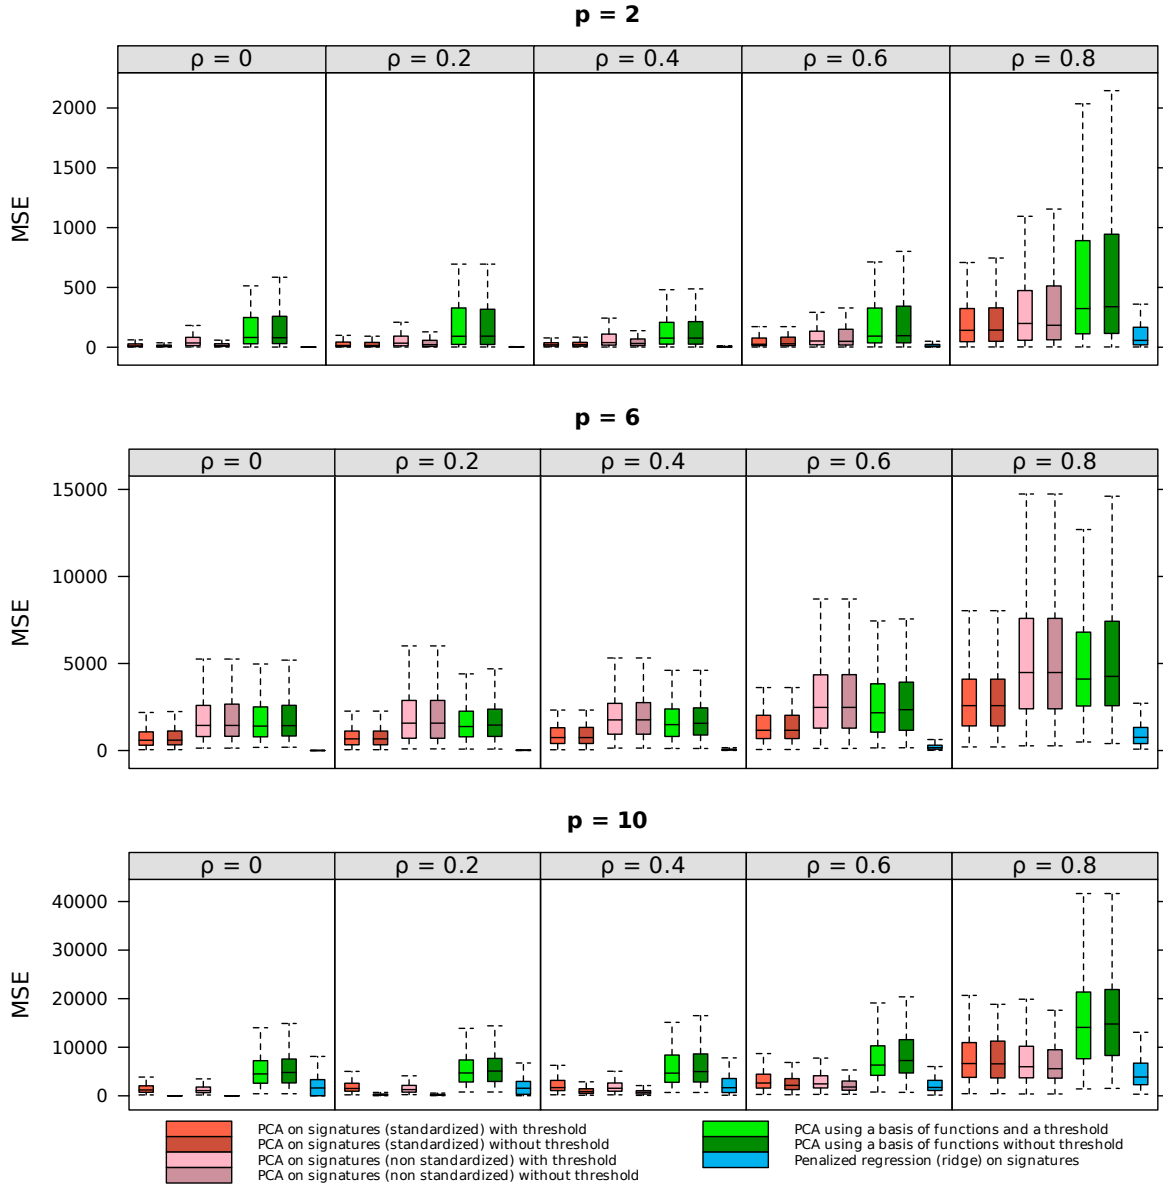 p = 2
ρ = 0 ρ = 0.2 ρ = 0.4 ρ = 0.6 ρ = 0.8
2000
1500
1000
500
0
MSE
p = 6
ρ = 0 ρ = 0.2 ρ = 0.4 ρ = 0.6 ρ = 0.8
15000
10000
5000
0
MSE
p = 10
ρ = 0 ρ = 0.2 ρ = 0.4 ρ = 0.6 ρ = 0.8
40000
30000
20000
10000
0
MSE
PCA on signatures (standardized) with threshold
PCA on signatures (standardized) without threshold
PCA on signatures (non standardized) with threshold
PCA on signatures (non standardized) without threshold
PCA using a basis of functions and a threshold
PCA using a basis of functions without threshold
Penalized regression (ridge) on signatures